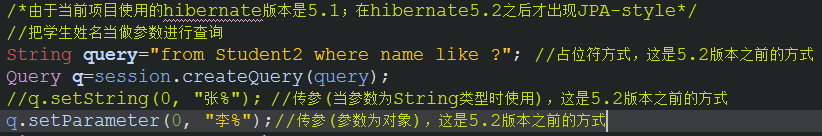 /*由于当前项目使用的hibernate版本是5.1；在hibernate5.2之后才出现JPA-style*/
//把学生姓名当做参数进行查询
String query="from Student2 where name like ?"; //占位符方式，这是5.2版本之前的方式
Query q=session.createQuery(query);
//q.setString(0, "张%"); //传参(当参数为String类型时使用)，这是5.2版本之前的方式
q.setParameter(0, "李%");//传参(参数为对象)，这是5.2版本之前的方式